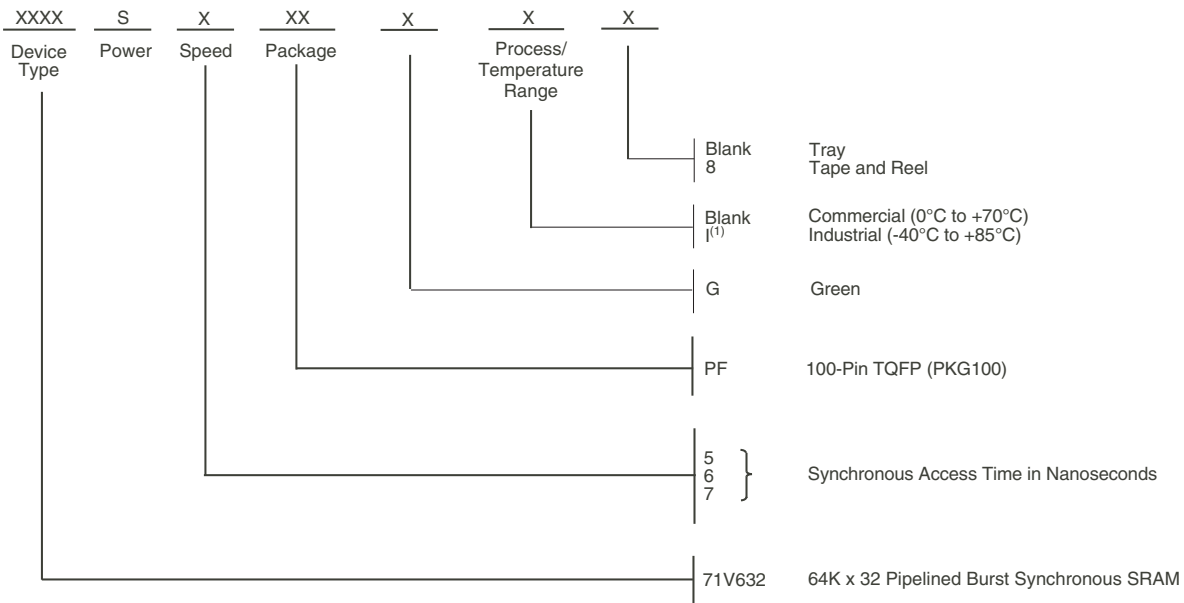 XXXX S X XX X X X
Device Type
Power
Speed
Package
Process/
Temperature
Range
Blank Tray
8 Tape and Reel
Blank Commercial (0°C to +70°C)
I(1) Industrial (-40°C to +85°C)
G Green
PF 100-Pin TQFP (PKG100)
5
6
7
Synchronous Access Time in Nanoseconds
71V632 64K x 32 Pipelined Burst Synchronous SRAM